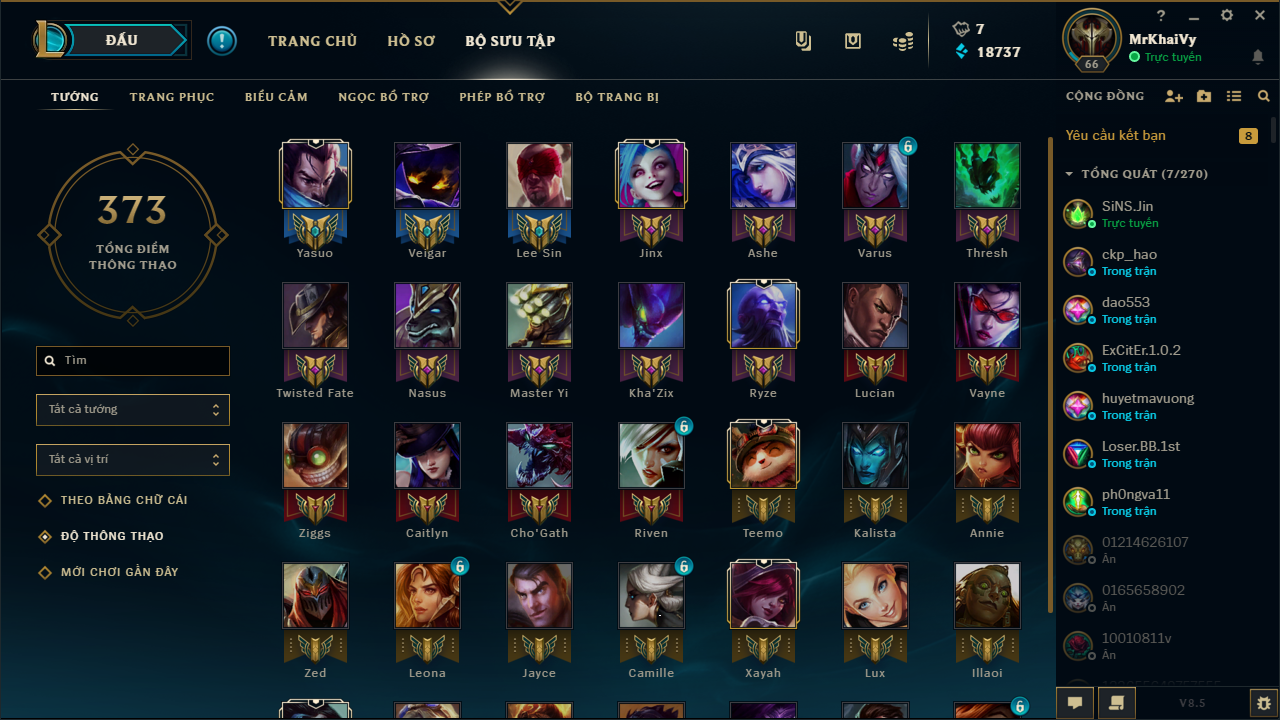 ĐẤU
TRANG CHỦ
HỒ SƠ
BỘ SƯU TẬP
7
18737
66
MrKhaiVy
Trực tuyến
TƯỚNG
TRANG PHỤC
BIỂU CẢM
NGỌC BỔ TRỢ
PHÉP BỔ TRỢ
BỘ TRANG BỊ
373
TỔNG ĐIỂM
THÔNG THẠO
Tìm
Tất cả tướng
Tất cả vị trí
THEO BẢNG CHỮ CÁI
ĐỘ THÔNG THẠO
MỚI CHƠI GẦN ĐÂY
6
Yasuo
Veigar
Lee Sin
Jinx
Ashe
Varus
Thresh
Twisted Fate
Nasus
Master Yi
Kha'Zix
Ryze
Lucian
Vayne
6
Ziggs
Caitlyn
Cho'Gath
Riven
Teemo
Kalista
Annie
6
6
Zed
Leona
Jayce
Camille
Xayah
Lux
Illaoi
6
CỘNG ĐỒNG
Yêu cầu kết bạn
8
TỔNG QUÁT (7/270)
SiNS.Jin
Trực tuyến
ckp_hao
Trong trận
dao553
Trong trận
ExCitEr.1.0.2
Trong trận
huyetmavuong
Trong trận
Loser.BB.1st
Trong trận
ph0ngva11
Trong trận
01214626107
Ẩn
0165658902
Ẩn
10010811v
Ẩn
V8.5